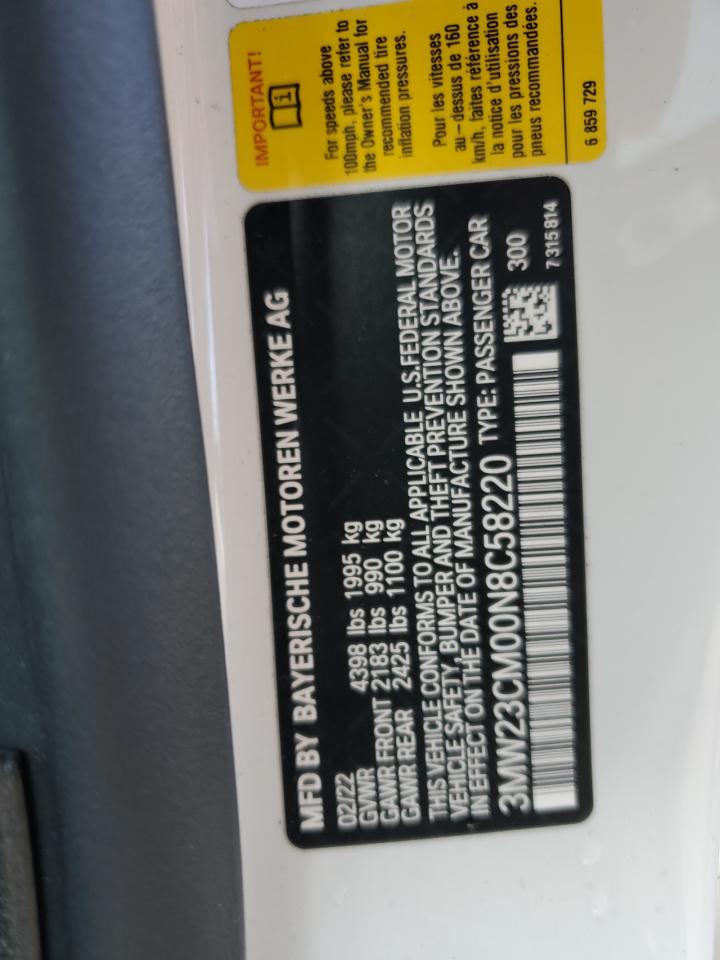 MFD BY BAYERISCHE MOTOREN WERKE AG
02/22
GVWR 4398 lbs 1995 kg
GAWR FRONT 2183 lbs 990 kg
GAWR REAR 2425 lbs 1100 kg
THIS VEHICLE CONFORMS TO ALL APPLICABLE U.S.FEDERAL MOTOR
VEHICLE SAFETY, BUMPER AND THEFT PREVENTION STANDARDS
IN EFFECT ON THE DATE OF MANUFACTURE SHOWN ABOVE.
3MW23CM00N8C58220 TYPE: PASSENGER CAR
300
7 315 814
IMPORTANT!
For speeds above
100mph, please refer to
the Owner's Manual for
recommended tire
inflation pressures.
Pour les vitesses
au-dessus de 160
km/h, faites référence à
la notice d'utilisation
pour les pressions des
pneus recommandées.
6 859 729